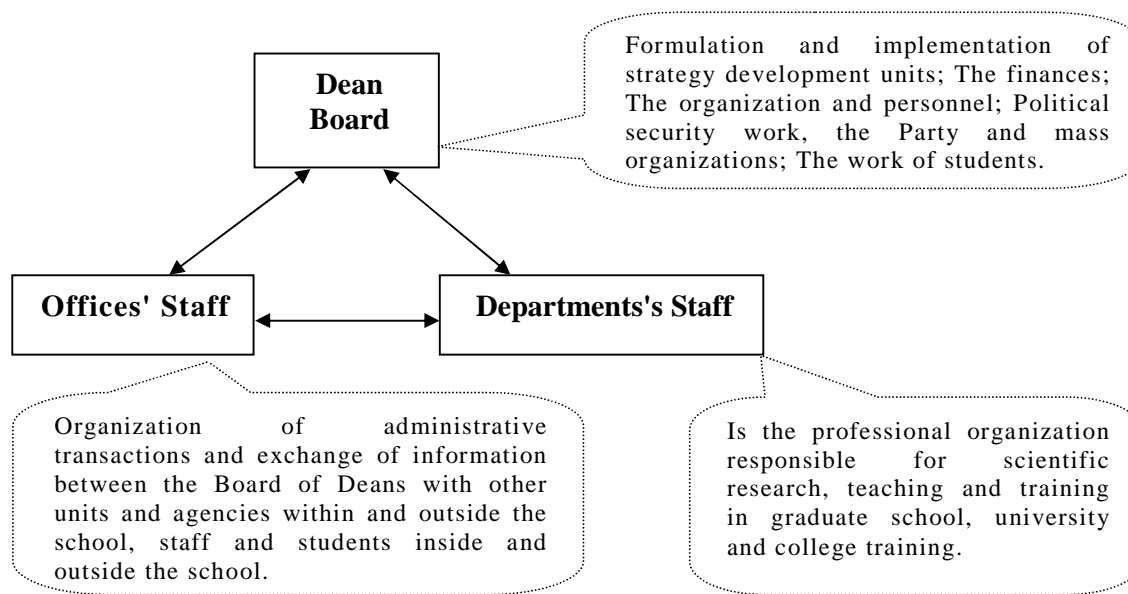 Dean
Board
Formulation and implementation of
strategy development units; The finances;
The organization and personnel; Political
security work, the Party and mass
organizations; The work of students.
Offices' Staff
Departments's Staff
Organization of administrative
transactions and exchange of information
between the Board of Deans with other
units and agencies within and outside the
school, staff and students inside and
outside the school.
Is the professional organization
responsible for scientific
research, teaching and training
in graduate school, university
and college training.